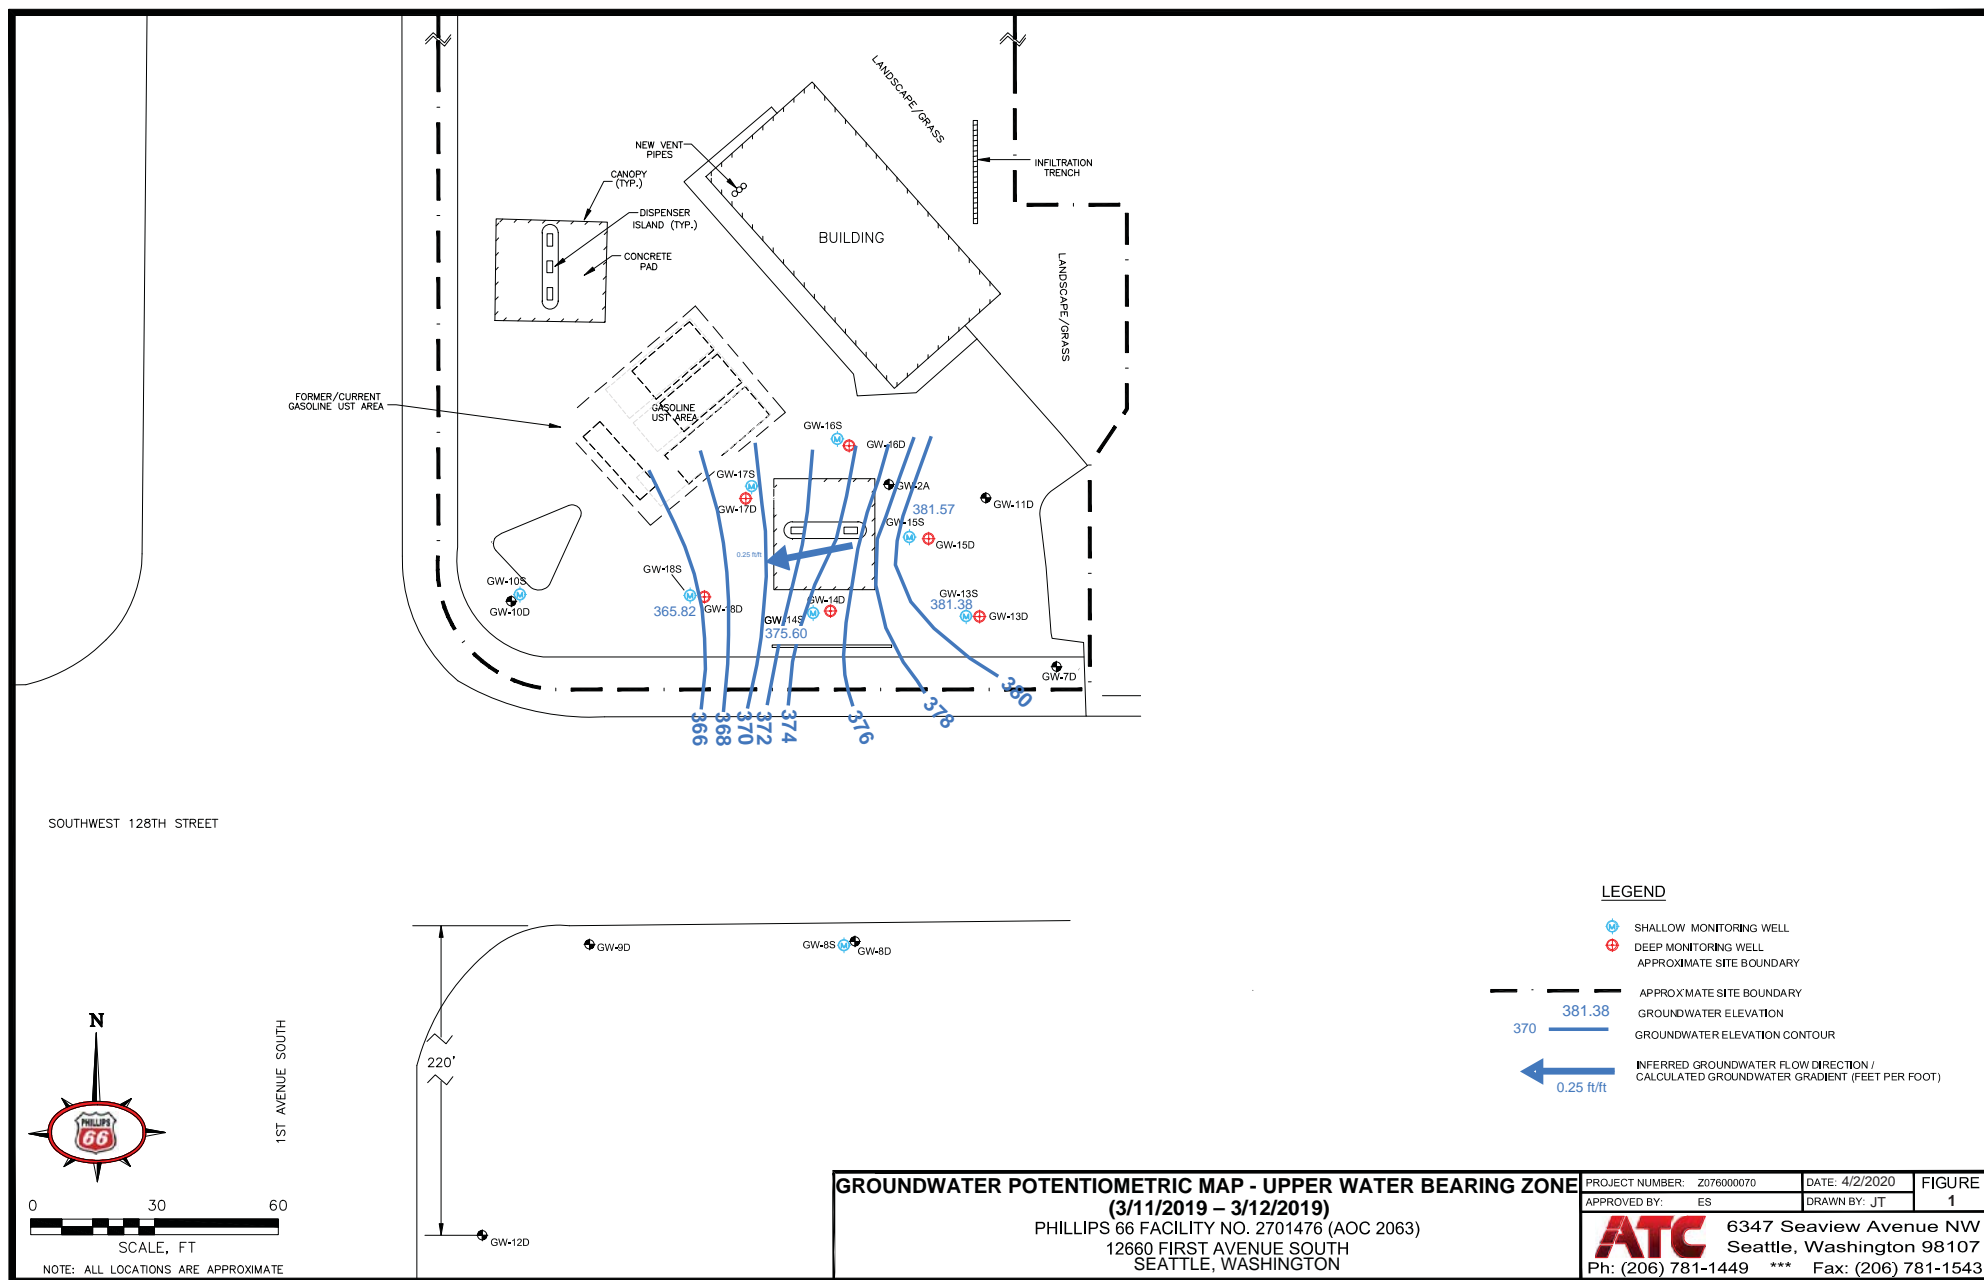 LANDSCAPE/GRASS
NEW VENT
PIPES
INFILTRATION
TRENCH
CANOPY
(TYP.)
DISPENSER
ISLAND (TYP.)
BUILDING
CONCRETE
PAD
LANDSCAPE/GRASS
FORMER/CURRENT
GASOLINE UST AREA
GASOLINE
UST AREA
GW-16S
GW-16D
GW-17S
GW-17D
GW-2A
GW-11D
381.57
GW-15S
GW-15D
0.25 ft/ft
GW-18S
GW-18D
365.82
GW-10S
GW-10D
GW-14D
GW-14S
375.60
GW-13S
381.38
GW-13D
GW-7D
366
368
370
372
374
376
378
380
SOUTHWEST 128TH STREET
GW-9D
GW-8S
GW-8D
220'
GW-12D
1ST AVENUE SOUTH
N
PHILLIPS
66
0 30 60
SCALE, FT
NOTE: ALL LOCATIONS ARE APPROXIMATE
LEGEND
M SHALLOW MONITORING WELL
DEEP MONITORING WELL
APPROXIMATE SITE BOUNDARY
APPROX'MATE SITE BOUNDARY
381.38 GROUNDWATER ELEVATION
370 GROUNDWATER ELEVATION CONTOUR
INFERRED GROUNDWATER FLOW DIRECTION /
CALCULATED GROUNDWATER GRADIENT (FEET PER FOOT)
0.25 ft/ft
GROUNDWATER POTENTIOMETRIC MAP - UPPER WATER BEARING ZONE
(3/11/2019 – 3/12/2019)
PHILLIPS 66 FACILITY NO. 2701476 (AOC 2063)
12660 FIRST AVENUE SOUTH
SEATTLE, WASHINGTON
PROJECT NUMBER: Z076000070
DATE: 4/2/2020
FIGURE
1
APPROVED BY: ES
DRAWN BY: JT
ATC
6347 Seaview Avenue NW
Seattle, Washington 98107
Ph: (206) 781-1449 *** Fax: (206) 781-1543